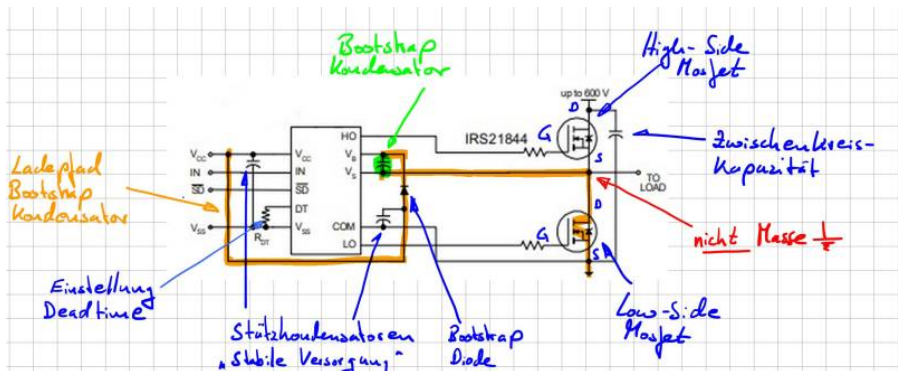 Bootstrap
Kondensator
High-Side
Mosfet
up to 600 V
D
HO
IRS21844
G
Zwischenkreis-
Kapazität
VCC
VCC
VB
IN
IN
VS
S
TO
LOAD
SD
SD
D
Ladepfad
Bootstrap
Kondensator
DT
VSS
VSS
COM
RDT
LO
G
S
nicht Masse
Einstellung
Deadtime
Stützkondensatoren
"Stabile Versorgung"
Bootstrap
Diode
Low-Side
Mosfet